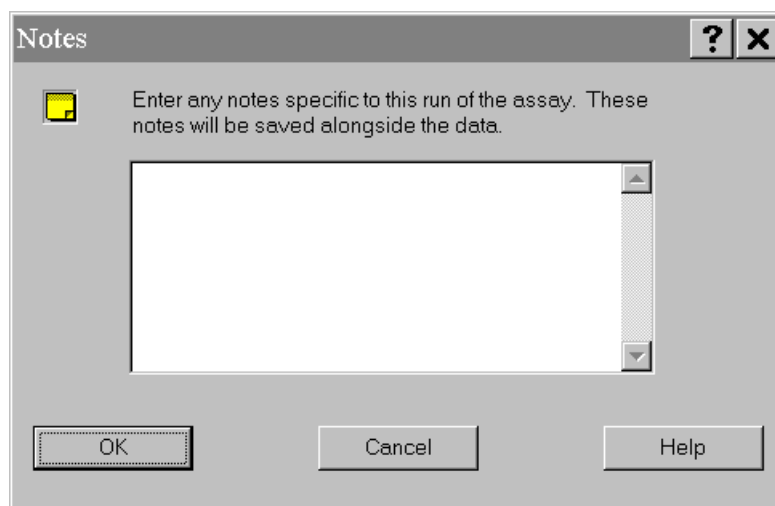 Notes
Enter any notes specific to this run of the assay.  These
notes will be saved alongside the data.
OK
Cancel
Help